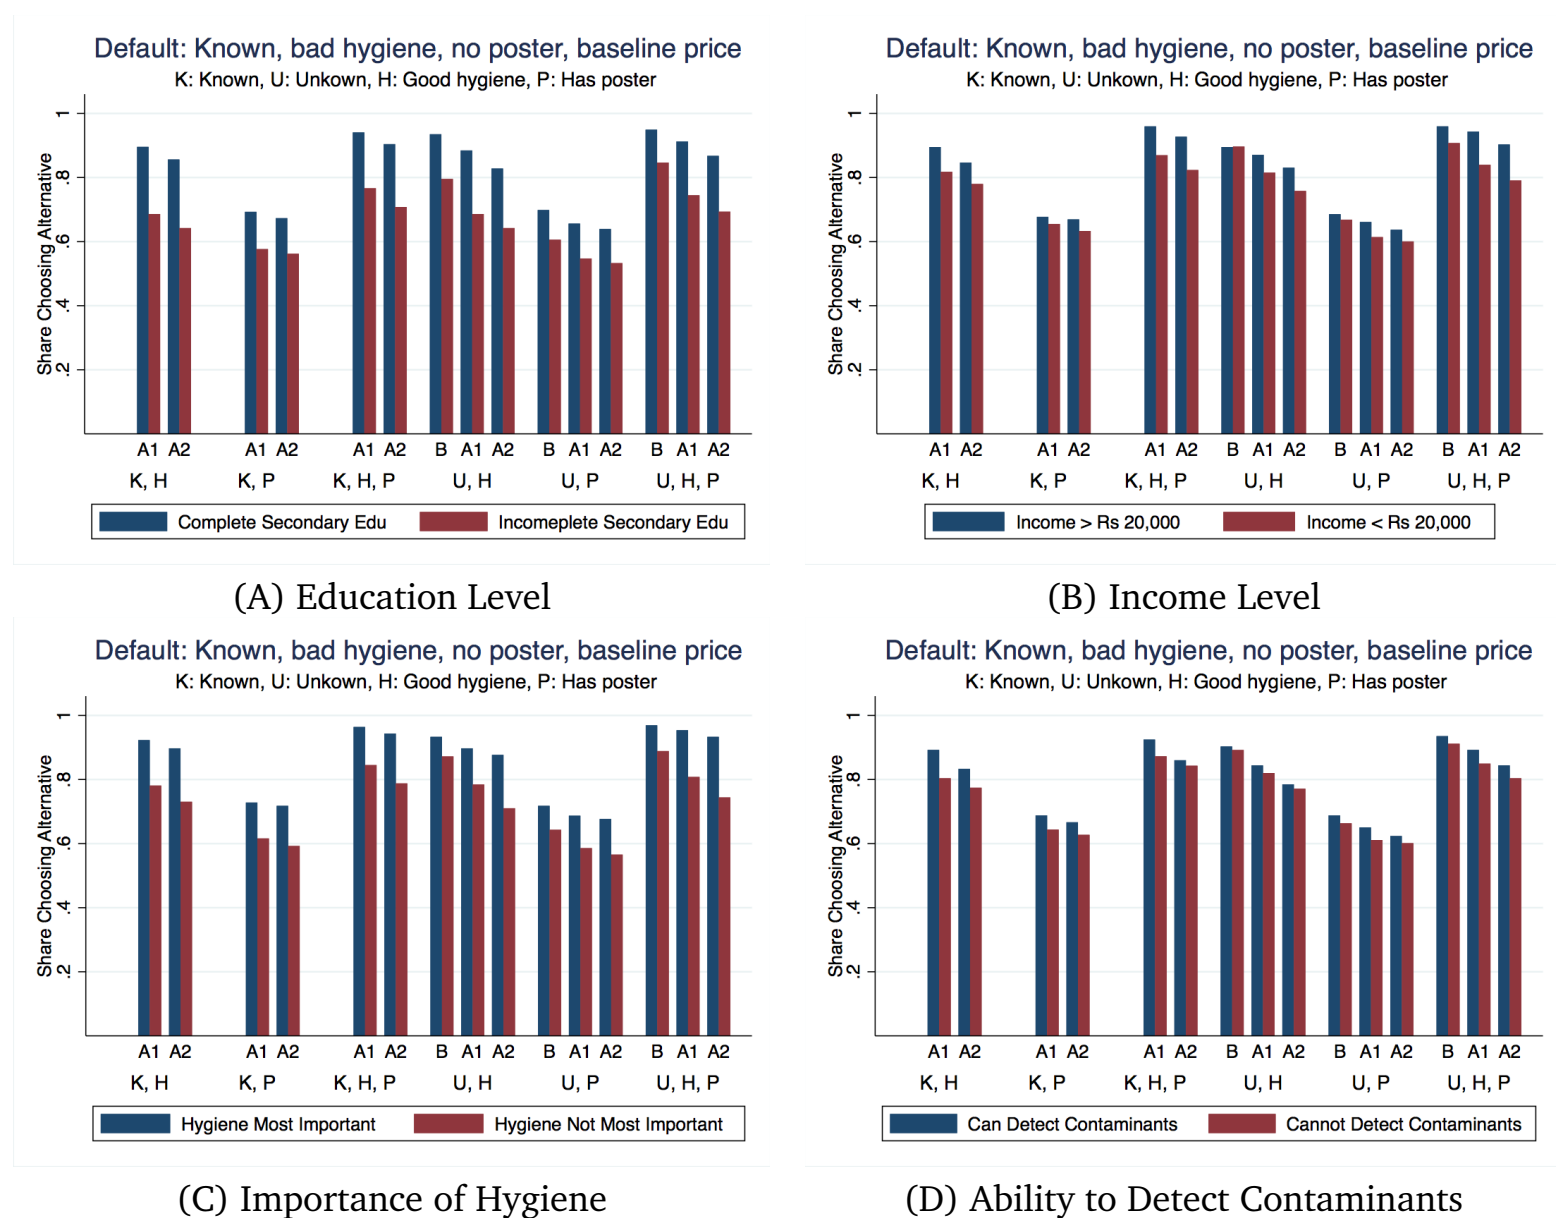 Default: Known, bad hygiene, no poster, baseline price
K: Known, U: Unkown, H: Good hygiene, P: Has poster
Share Choosing Alternative
1
.8
.6
.4
.2
A1 A2 A1 A2 A1 A2 B A1 A2 B A1 A2 B A1 A2
K, H K, P K, H, P U, H U, P U, H, P
Complete Secondary Edu Incomeplete Secondary Edu
(A) Education Level
Default: Known, bad hygiene, no poster, baseline price
K: Known, U: Unkown, H: Good hygiene, P: Has poster
Share Choosing Alternative
1
.8
.6
.4
.2
A1 A2 A1 A2 A1 A2 B A1 A2 B A1 A2 B A1 A2
K, H K, P K, H, P U, H U, P U, H, P
Income > Rs 20,000 Income < Rs 20,000
(B) Income Level
Default: Known, bad hygiene, no poster, baseline price
K: Known, U: Unkown, H: Good hygiene, P: Has poster
Share Choosing Alternative
1
.8
.6
.4
.2
A1 A2 A1 A2 A1 A2 B A1 A2 B A1 A2 B A1 A2
K, H K, P K, H, P U, H U, P U, H, P
Hygiene Most Important Hygiene Not Most Important
(C) Importance of Hygiene
Default: Known, bad hygiene, no poster, baseline price
K: Known, U: Unkown, H: Good hygiene, P: Has poster
Share Choosing Alternative
1
.8
.6
.4
.2
A1 A2 A1 A2 A1 A2 B A1 A2 B A1 A2 B A1 A2
K, H K, P K, H, P U, H U, P U, H, P
Can Detect Contaminants Cannot Detect Contaminants
(D) Ability to Detect Contaminants